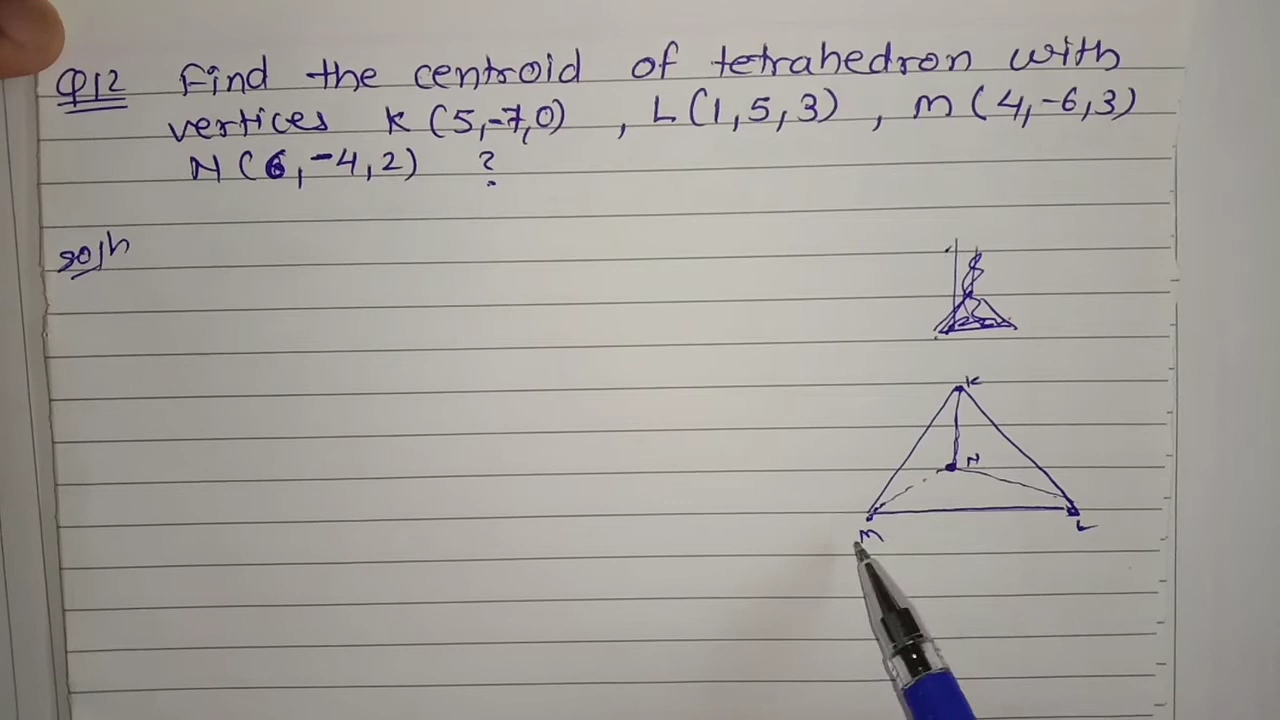 Q12 Find the centroid of tetrahedron with
vertices K (5,-7,0) , L(1,5,3) , M(4,-6,3)
N(6,-4,2) ?
soln
K
N
M
L